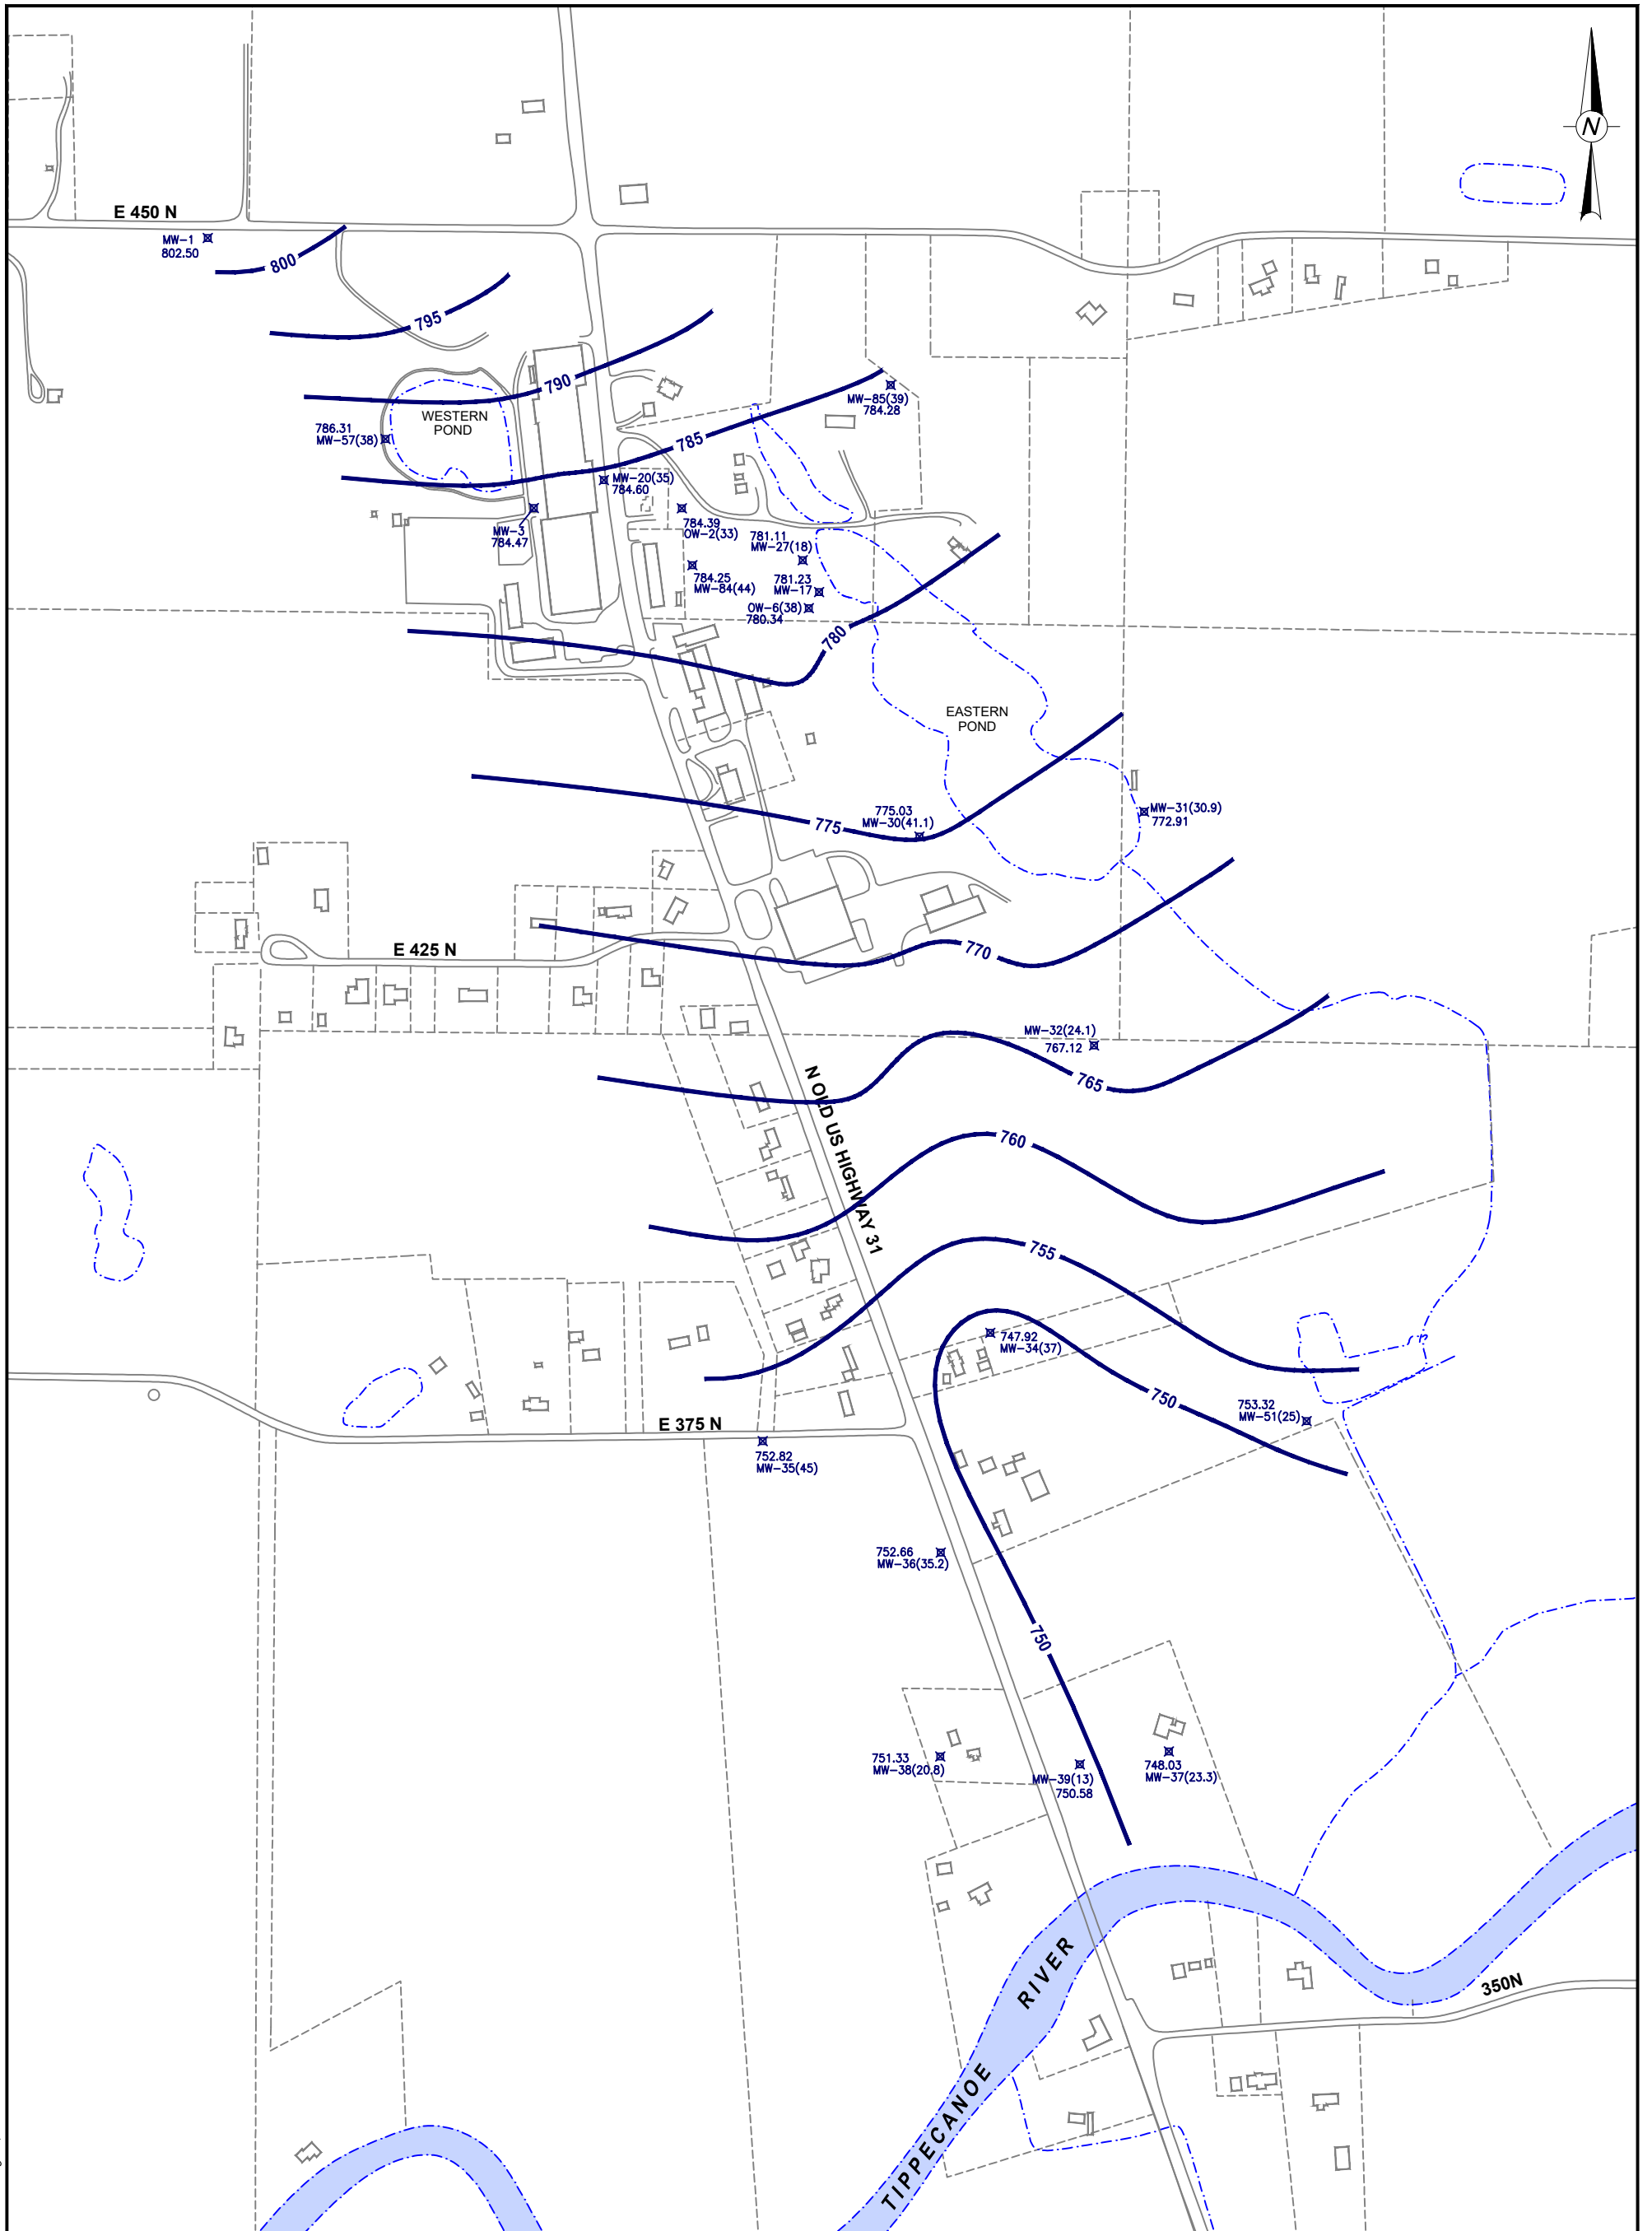 N
E 450 N
MW-1
802.50
800
795
790
WESTERN
POND
786.31
MW-57(38)
MW-85(39)
784.28
785
MW-20(35)
784.60
MW-3
784.47
784.39
OW-2(33)
781.11
MW-27(18)
784.25
MW-84(44)
781.23
MW-17
OW-6(38)
780.34
780
EASTERN
POND
775.03
MW-30(41.1)
775
MW-31(30.9)
772.91
E 425 N
770
MW-32(24.1)
767.12
765
N OLD US HIGHWAY 31
760
755
747.92
MW-34(37)
750
753.32
MW-51(25)
E 375 N
752.82
MW-35(45)
752.66
MW-36(35.2)
750
751.33
MW-38(20.8)
MW-39(13)
750.58
748.03
MW-37(23.3)
TIPPECANOE RIVER
350N